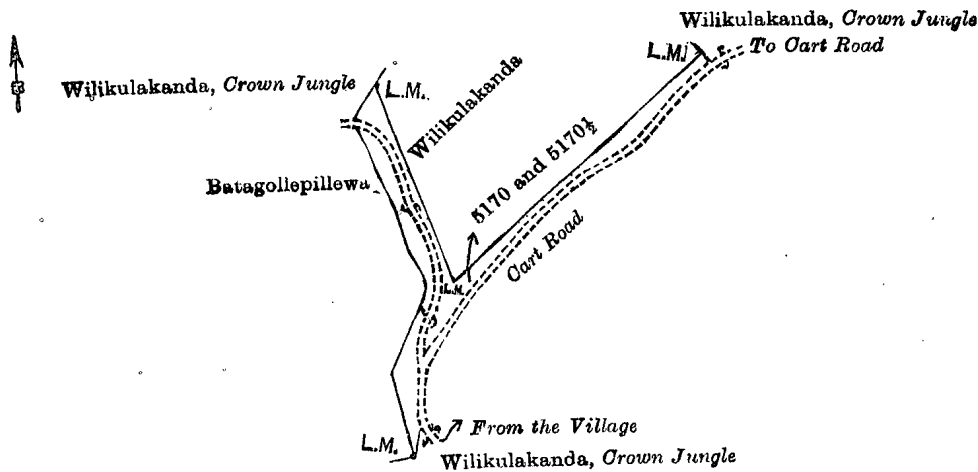 Wilikulakanda, Crown Jungle
L.M. To Cart Road
Wilikulakanda, Crown Jungle
L.M.
Wilikulakanda
5170 and 5170½
Batagollepillewa
Cart Road
L.M.
From the Village
L.M.
Wilikulakanda, Crown Jungle